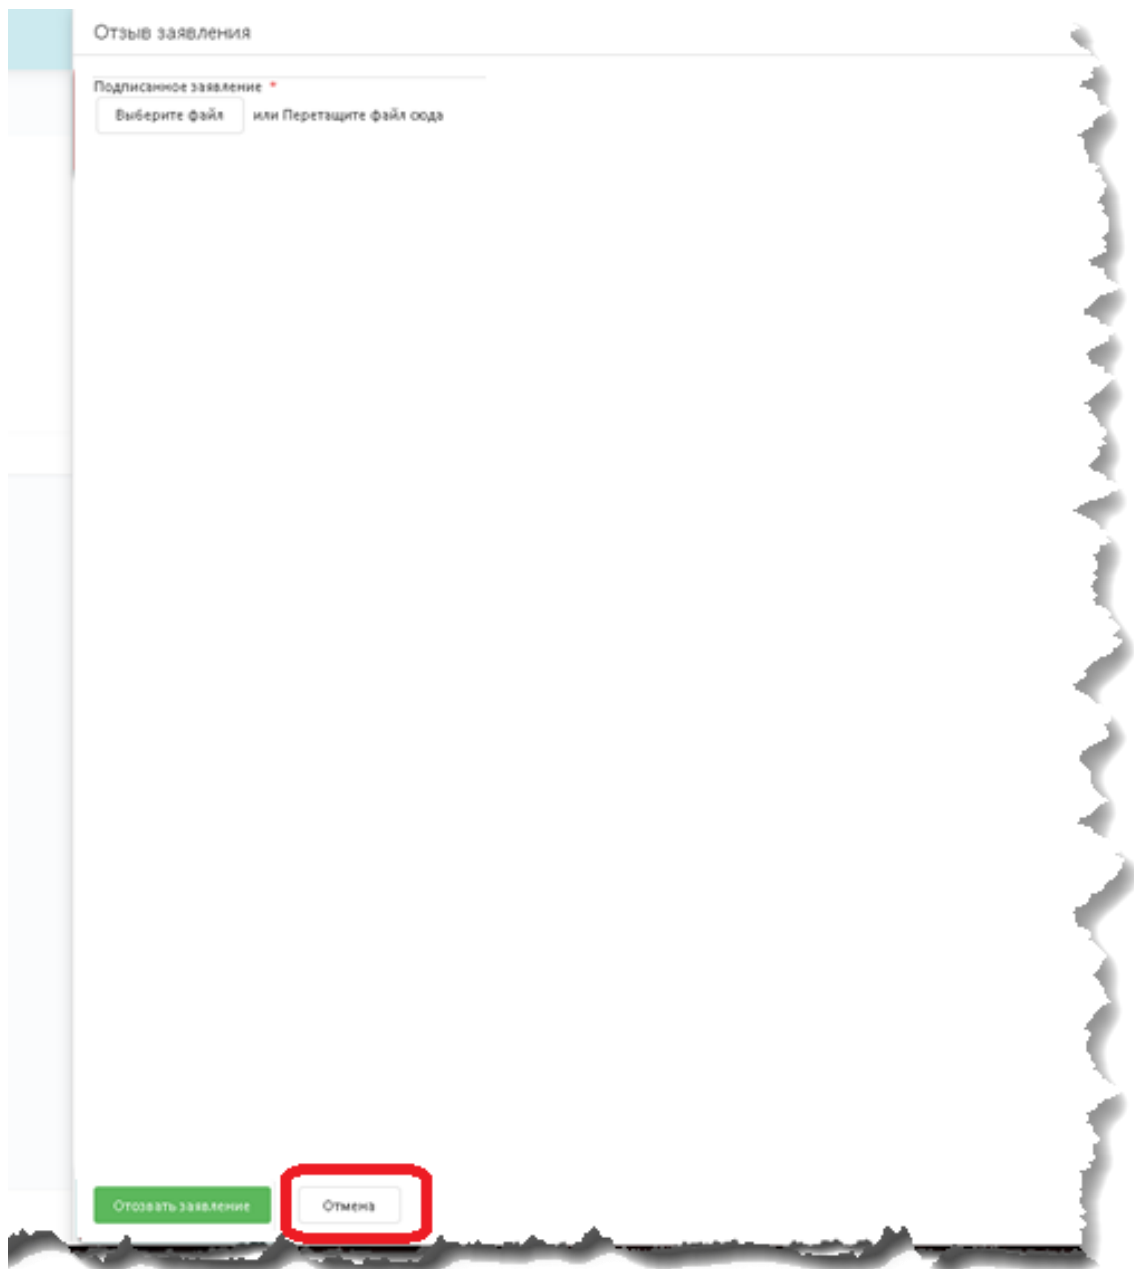 Отзыв заявления
Подписанное заявление *
Выберите файл или Перетащите файл сюда
Отозвать заявление Отмена